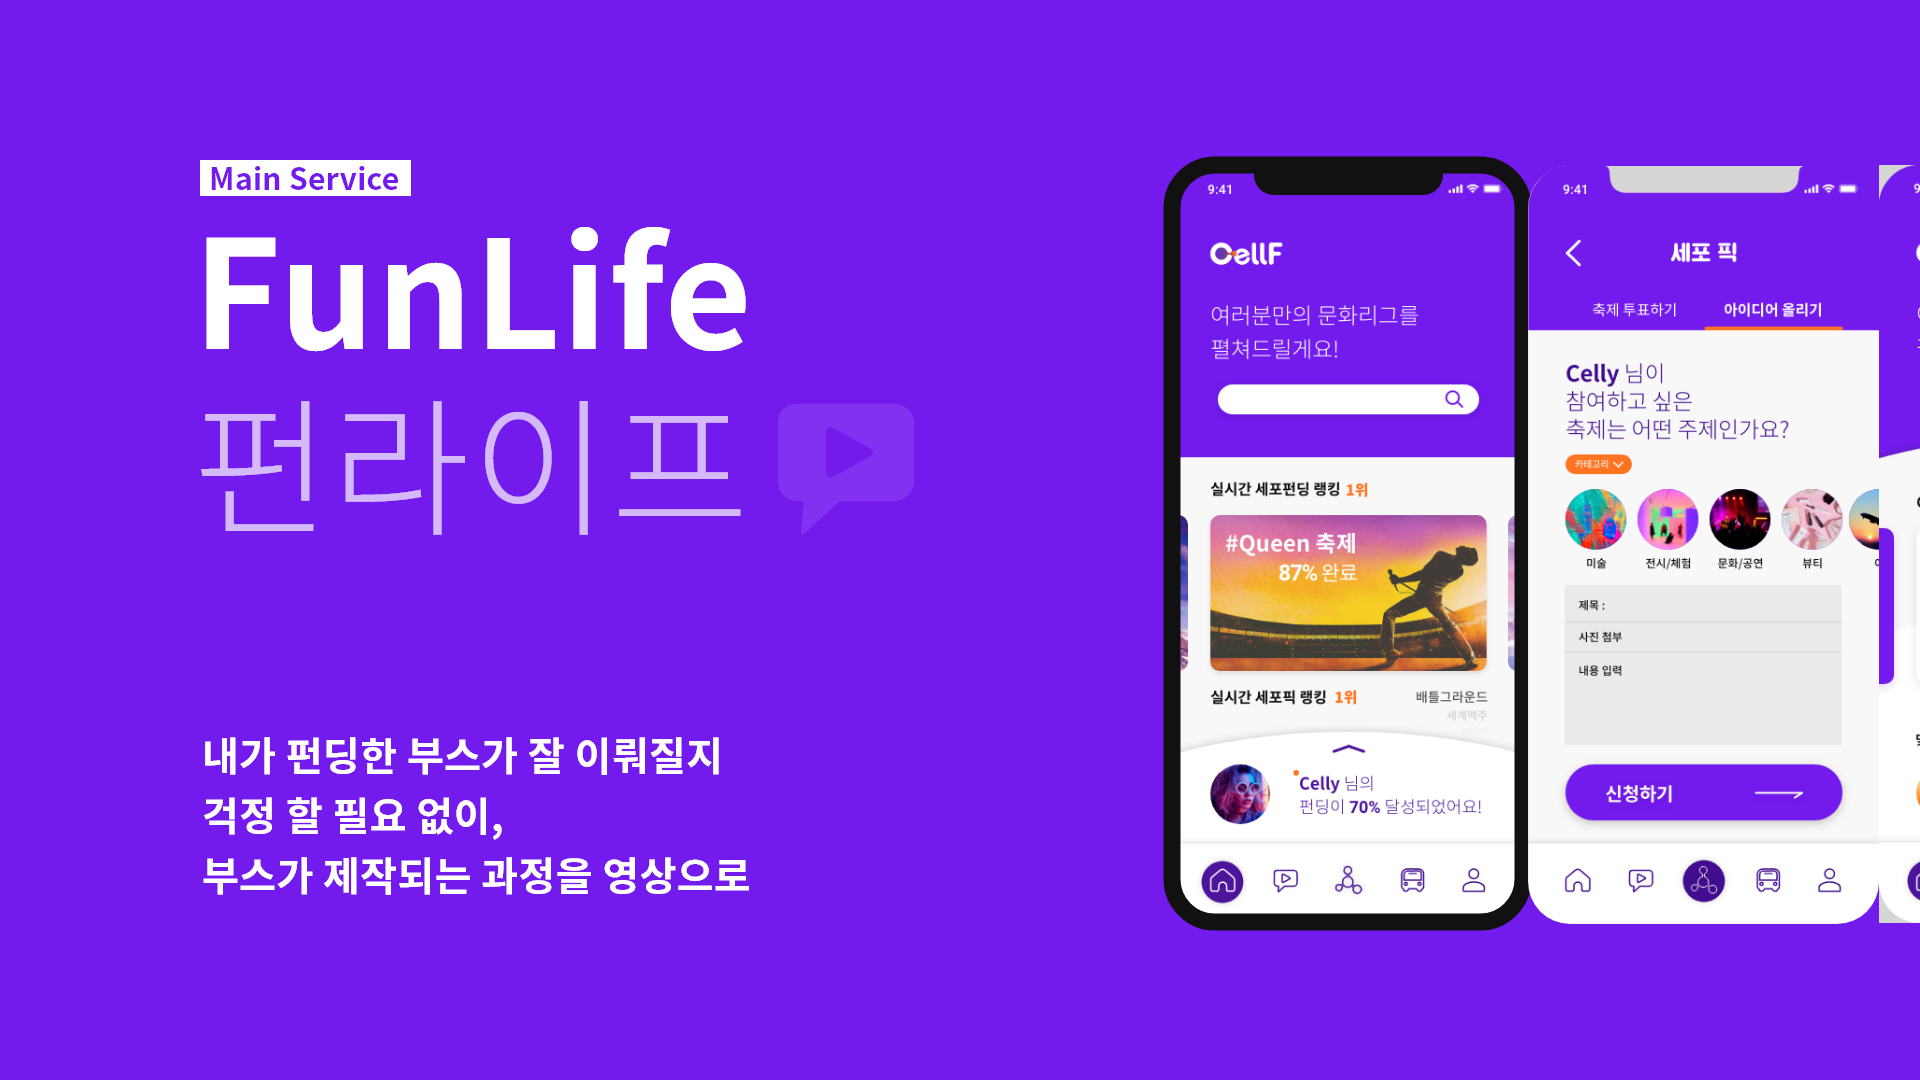 Main Service
FunLife
펀라이프
내가 펀딩한 부스가 잘 이뤄질지
걱정 할 필요 없이,
부스가 제작되는 과정을 영상으로
9:41
CellF
여러분만의 문화리그를
펼쳐드릴게요!
실시간 세포펀딩 랭킹 1위
#Queen 축제
87% 완료
실시간 세포픽 랭킹 1위
배틀그라운드
세계맥주
Celly 님의
펀딩이 70% 달성되었어요!
9:41
세포 픽
축제 투표하기 아이디어 올리기
Celly 님이
참여하고 싶은
축제는 어떤 주제인가요?
카테고리
미술 전시/체험 문화/공연 뷰티
제목 :
사진 첨부
내용 입력
신청하기